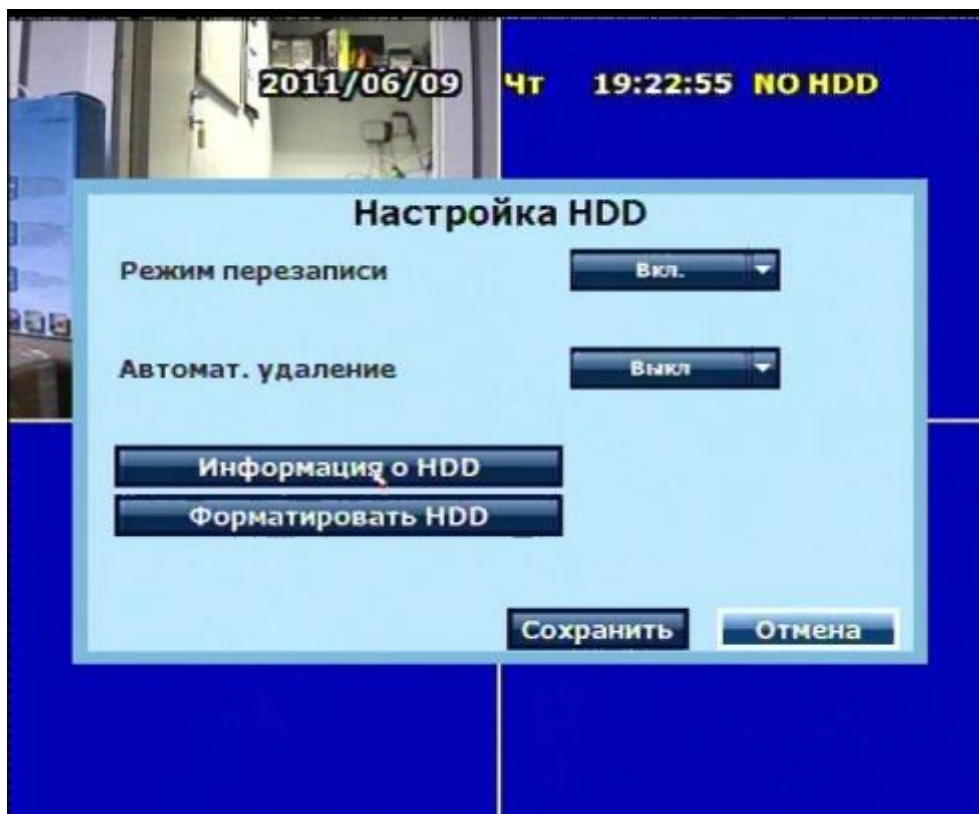 2011/06/09 Чт 19:22:55 NO HDD
Настройка HDD
Режим перезаписи Вкл.
Автомат. удаление Выкл
Информация о HDD
Форматировать HDD
Сохранить Отмена